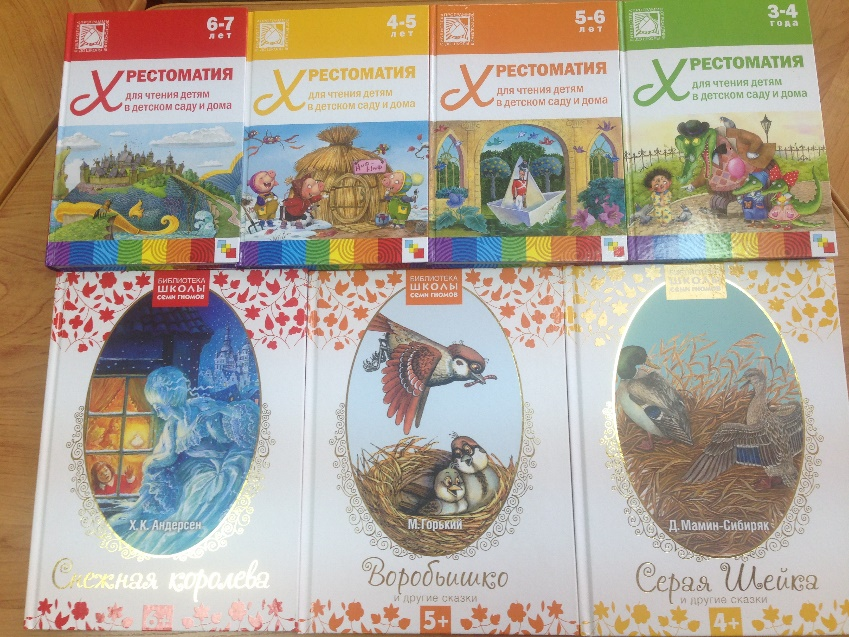 6-7
лет
Хрестоматия
для чтения детям
в детском саду и дома
4-5
лет
Хрестоматия
для чтения детям
в детском саду и дома
5-6
лет
Хрестоматия
для чтения детям
в детском саду и дома
3-4
года
Хрестоматия
для чтения детям
в детском саду и дома
БИБЛИОТЕКА
ШКОЛЫ
СЕМИ ГНОМОВ
Х.К. Андерсен
Снежная королева
6+
БИБЛИОТЕКА
ШКОЛЫ
СЕМИ ГНОМОВ
М.Горький
Воробьишко
и другие сказки
5+
БИБЛИОТЕКА
ШКОЛЫ
СЕМИ ГНОМОВ
Д.Мамин-Сибиряк
Серая Шейка
и другие сказки
4+